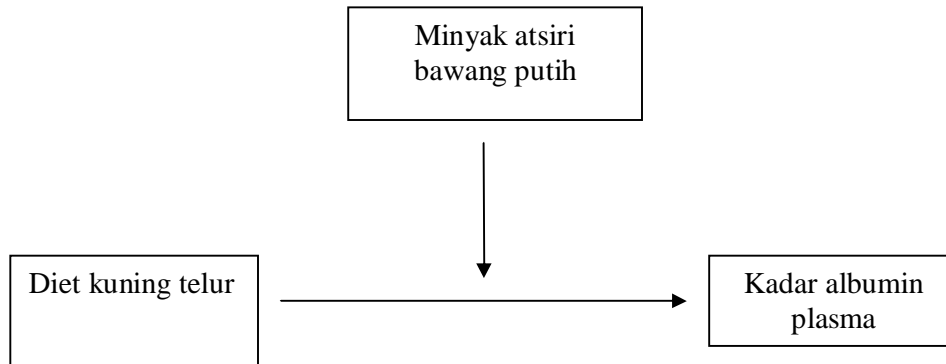 Minyak atsiri
bawang putih
Diet kuning telur
Kadar albumin
plasma